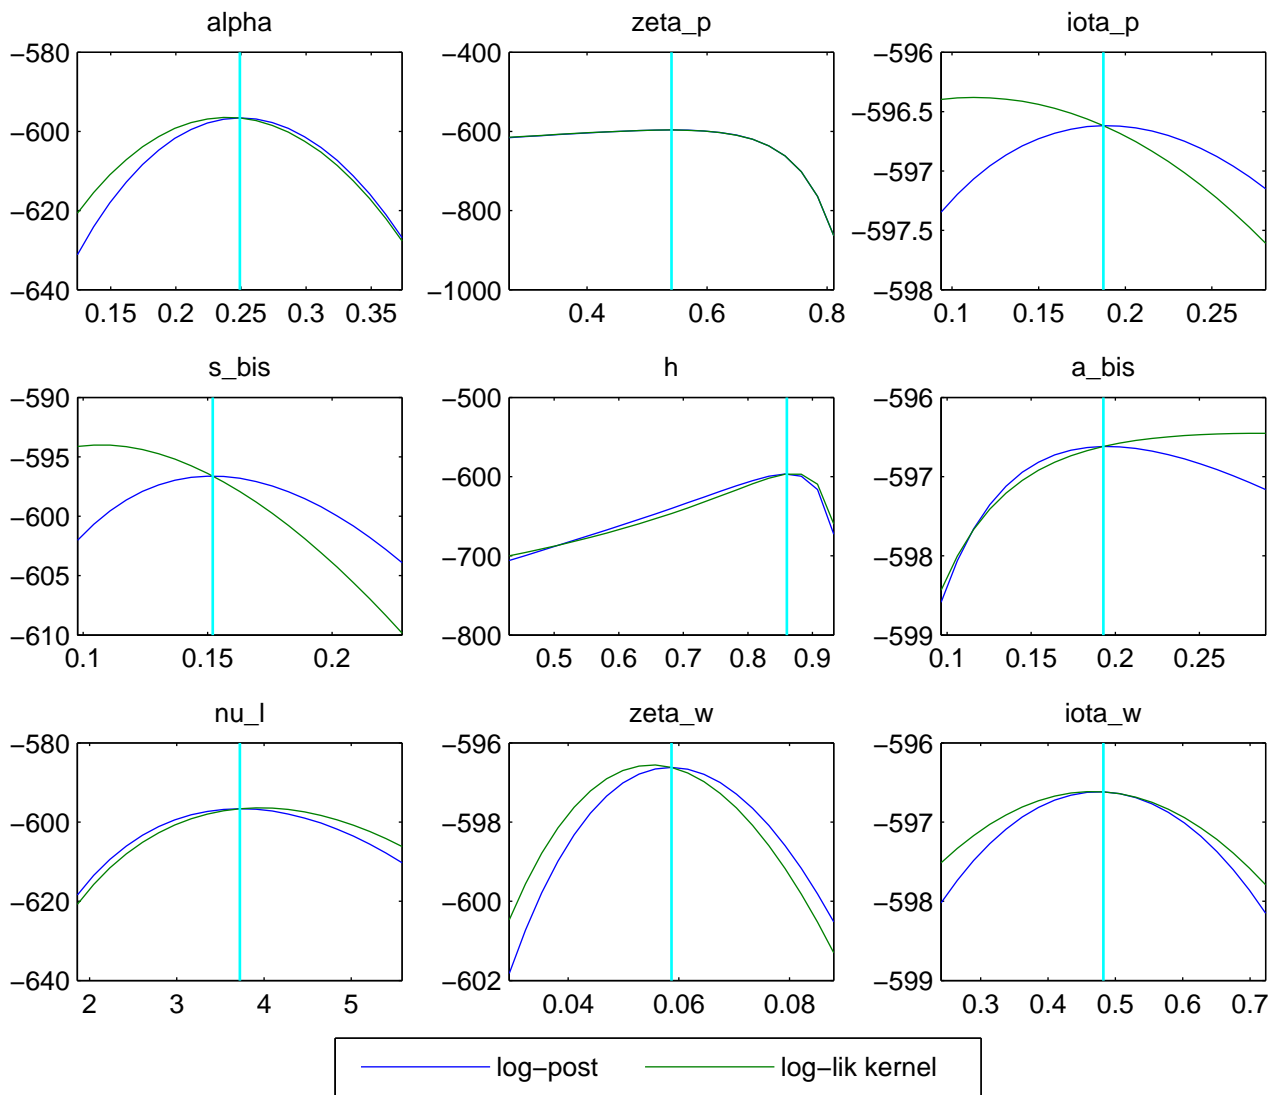 alpha
zeta_p
iota_p
−580
−600
−620
−640
0.15 0.2 0.25 0.3 0.35
−400
−600
−800
−1000
0.4 0.6 0.8
−596
−596.5
−597
−597.5
−598
0.1 0.15 0.2 0.25
s_bis
h
a_bis
−590
−595
−600
−605
−610
0.1 0.15 0.2
−500
−600
−700
−800
0.5 0.6 0.7 0.8 0.9
−596
−597
−598
−599
0.1 0.15 0.2 0.25
nu_l
zeta_w
iota_w
−580
−600
−620
−640
2 3 4 5
−596
−598
−600
−602
0.04 0.06 0.08
−596
−597
−598
−599
0.3 0.4 0.5 0.6 0.7
log−post log−lik kernel